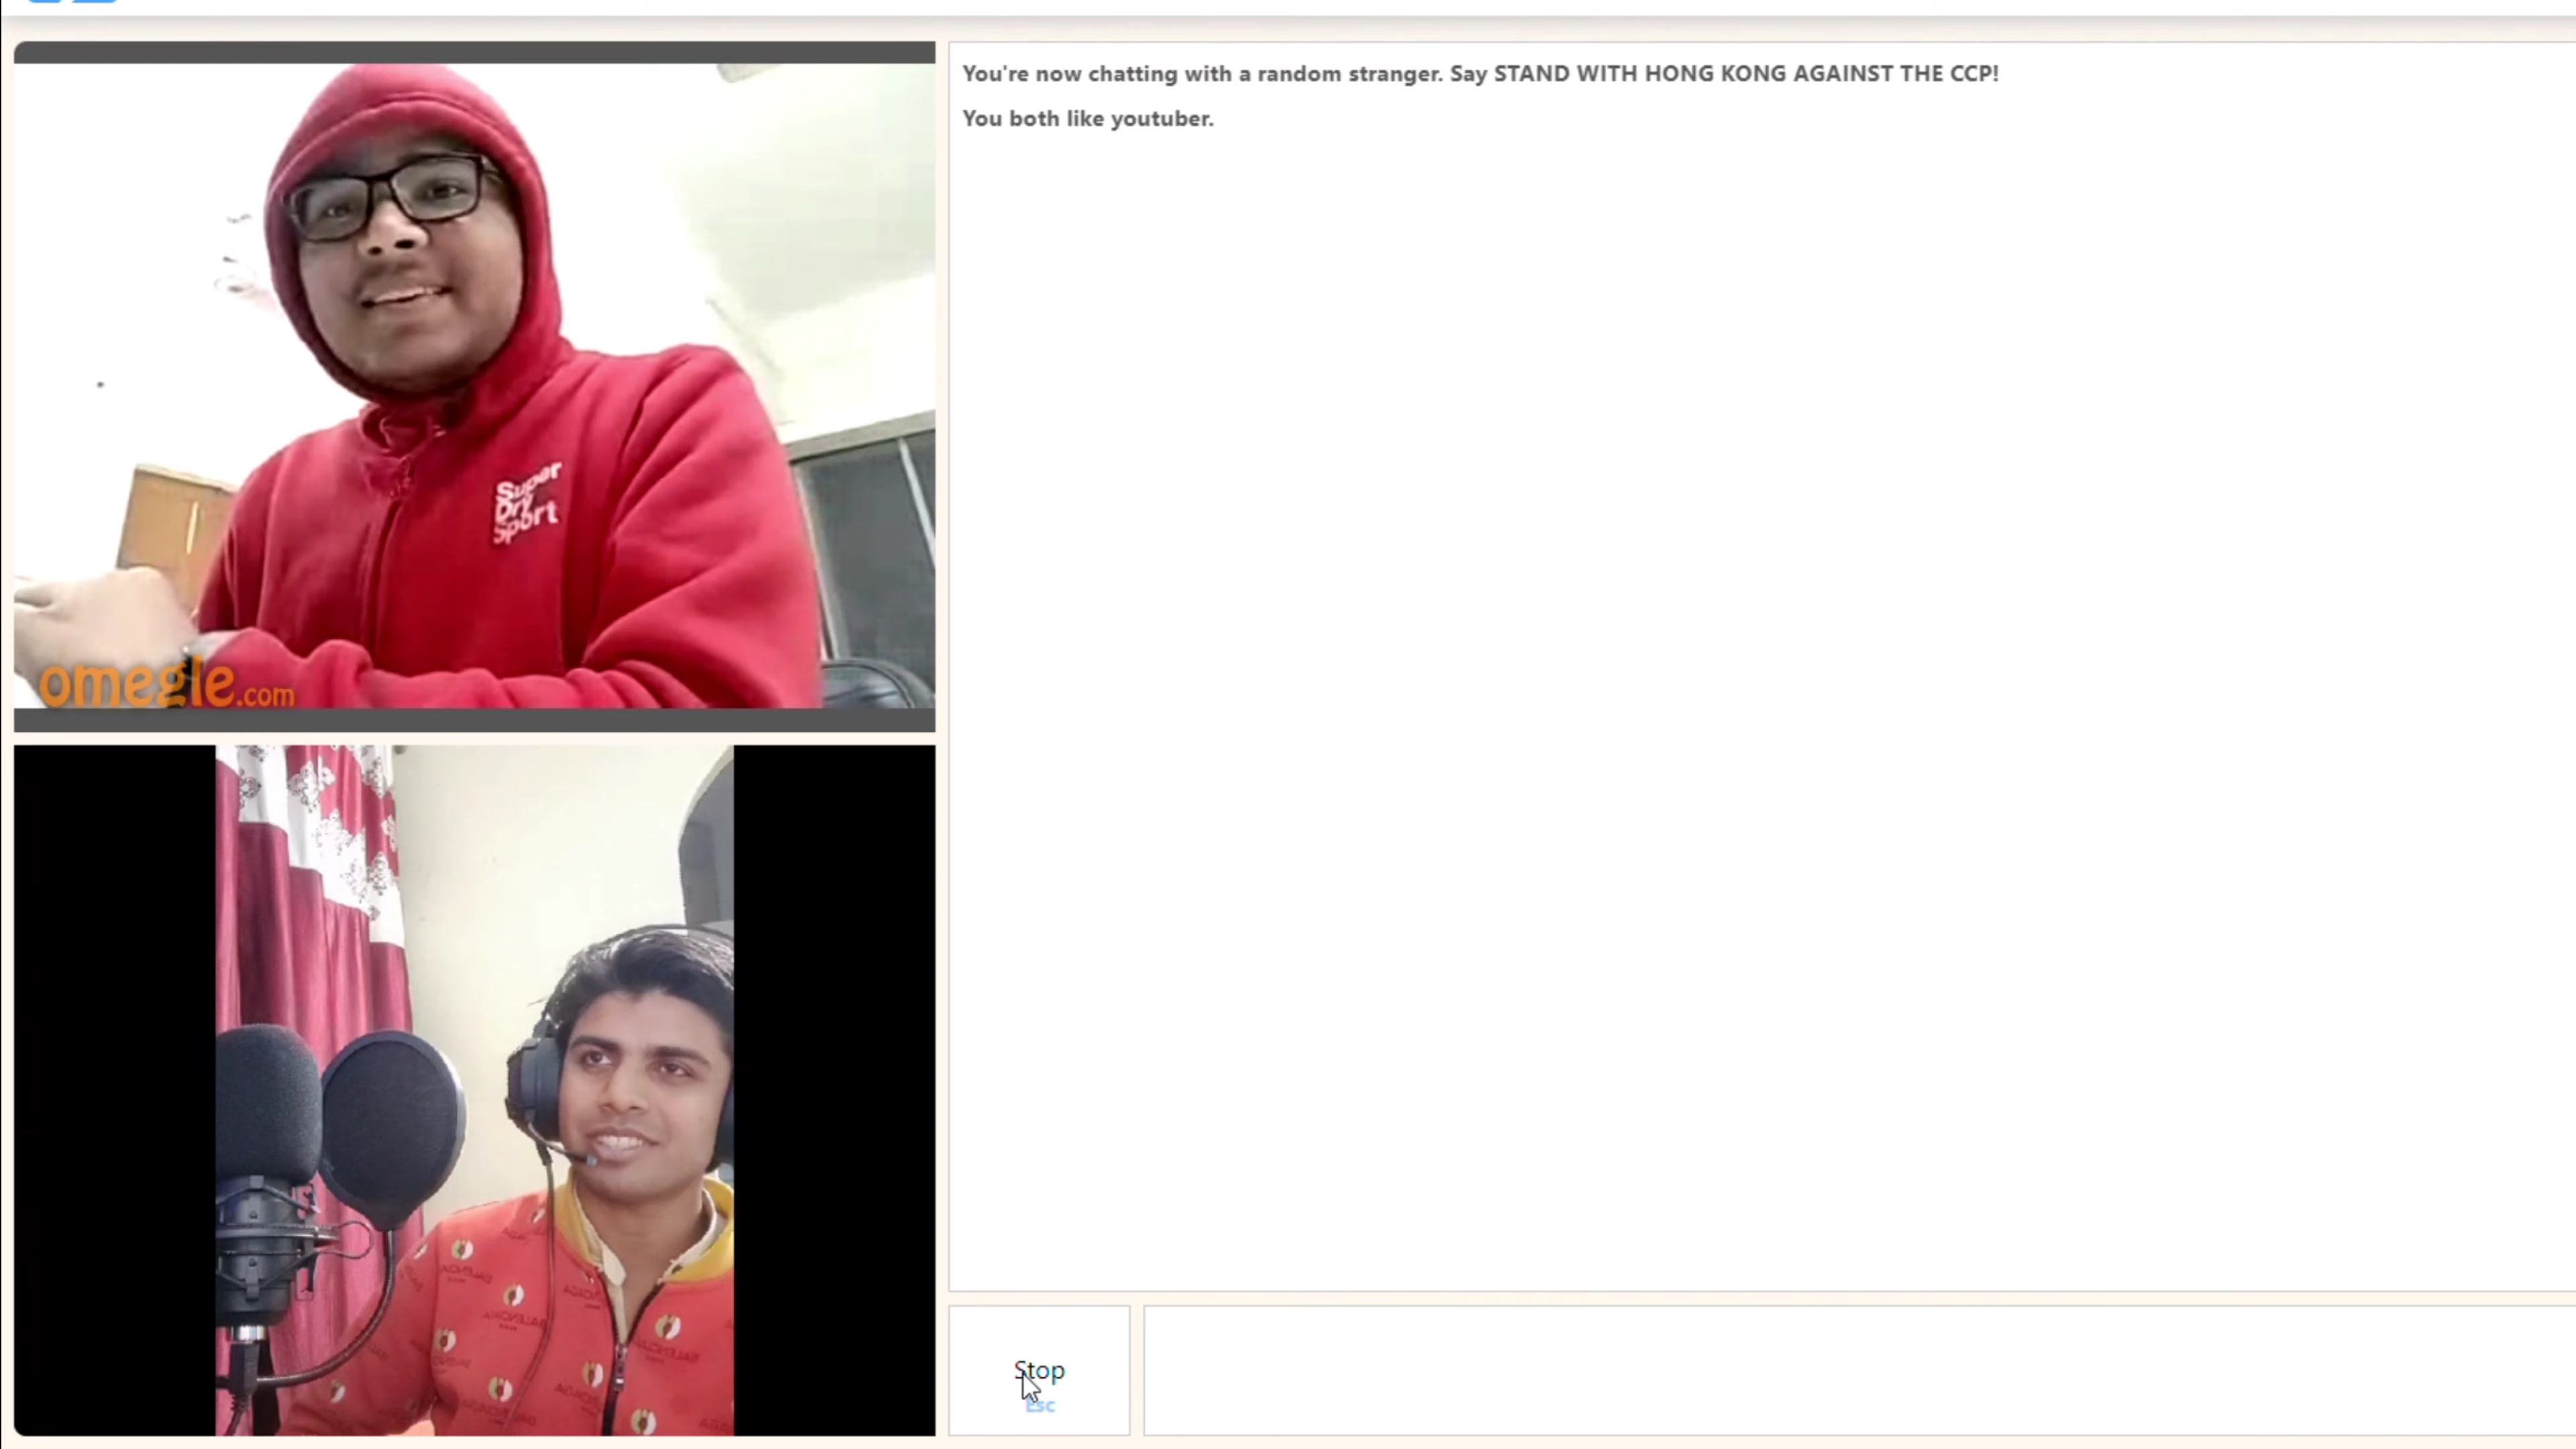 You're now chatting with a random stranger. Say STAND WITH HONG KONG AGAINST THE CCP!
You both like youtuber.
Super
Dry
Sport
omegle.com
Stop
Esc